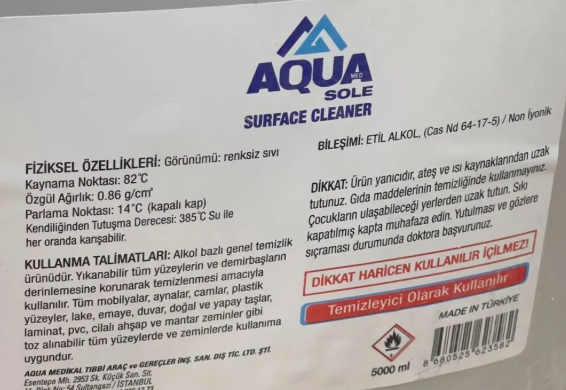 AQUA
MED
SOLE
SURFACE CLEANER
FİZİKSEL ÖZELLİKLERİ: Görünümü: renksiz sıvı
Kaynama Noktası: 82°C
Özgül Ağırlık: 0.86 g/cm³
Parlama Noktası: 14°C (kapalı kap)
Kendiliğinden Tutuşma Derecesi: 385°C Su ile
her oranda karışabilir.
KULLANMA TALİMATLARI: Alkol bazlı genel temizlik
ürünüdür. Yıkanabilir tüm yüzeylerin ve demirbaşların
derinlemesine korunarak temizlenmesi amacıyla
kullanılır. Tüm mobilyalar, aynalar, camlar, plastik
yüzeyler, lake, emaye, duvar, doğal ve yapay taşlar,
laminat, pvc, cilalı ahşap ve mantar zeminler gibi
toz alınabilir tüm yüzeylerde ve zeminlerde kullanıma
uygundur.
AQUA MEDİKAL TIBBİ ARAÇ ve GEREÇLER İNŞ. SAN. DIŞ TİC. LTD. ŞTİ.
Esentepe Mh. 2953 Sk. Küçük San. Sit.
No: 54 Sultangazi / İSTANBUL
BİLEŞİMİ: ETİL ALKOL, (Cas Nd 64-17-5) / Non İyonik
DİKKAT: Ürün yanıcıdır, ateş ve ısı kaynaklarından uzak
tutunuz. Gıda maddelerinin temizliğinde kullanmayınız.
Çocukların ulaşabileceği yerlerden uzak tutun. Sıkı
kapatılmış kapta muhafaza edin. Yutulması ve gözlere
sıçraması durumunda doktora başvurunuz.
DİKKAT HARİCEN KULLANILIR İÇİLMEZ!
Temizleyici Olarak Kullanılır
MADE IN TÜRKİYE
5000 ml
8 680525 623582